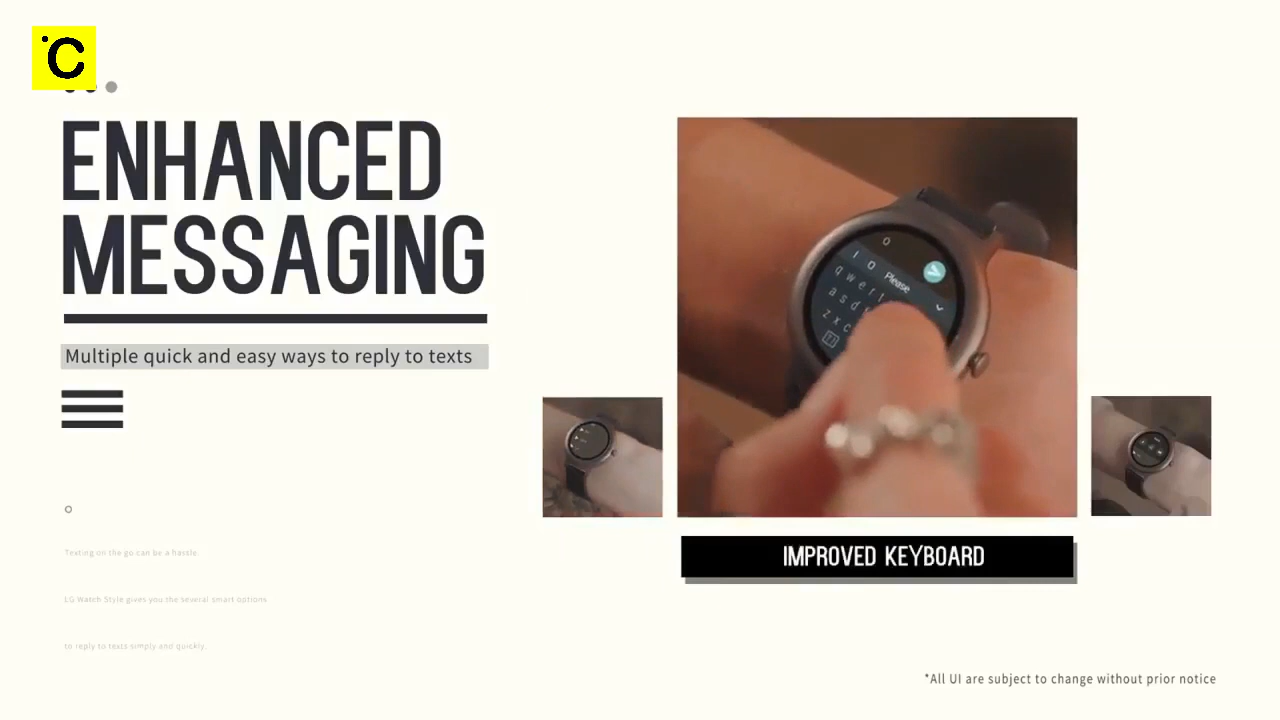 °C
ENHANCED
MESSAGING
Multiple quick and easy ways to reply to texts
Texting on the go can be a hassle.
LG Watch Style gives you the several smart options
to reply to texts simply and quickly.
I O Please
q w e r t
a s d
z x c
IMPROVED KEYBOARD
*All UI are subject to change without prior notice